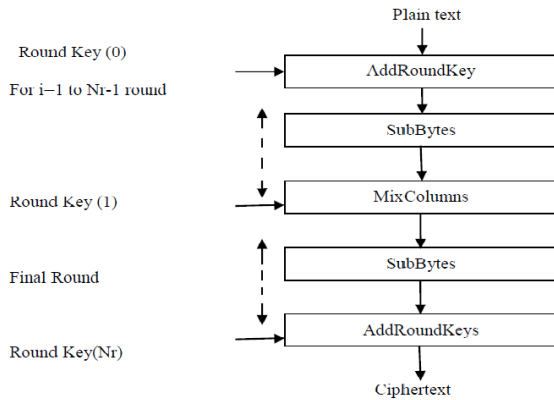 Plain text
Round Key (0)
AddRoundKey
For i=1 to Nr-1 round
SubBytes
MixColumns
Round Key (1)
SubBytes
Final Round
AddRoundKeys
Round Key(Nr)
Ciphertext